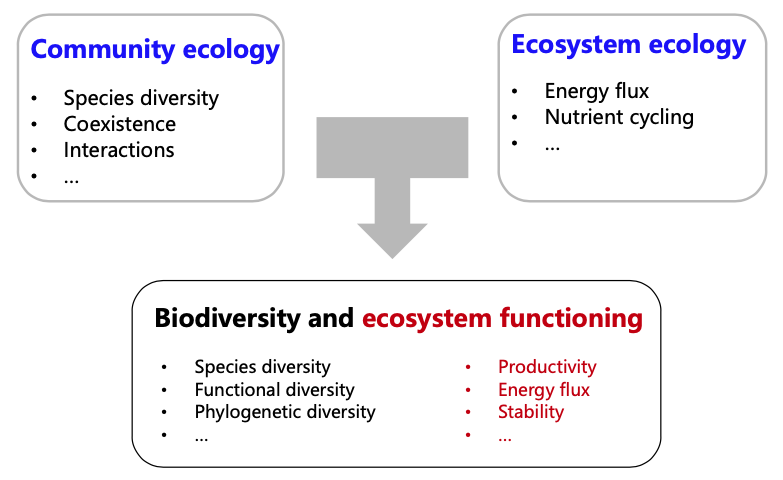 Community ecology
• Species diversity
• Coexistence
• Interactions
• ...
Ecosystem ecology
• Energy flux
• Nutrient cycling
• ...
Biodiversity and ecosystem functioning
• Species diversity
• Functional diversity
• Phylogenetic diversity
• ...
• Productivity
• Energy flux
• Stability
• ...